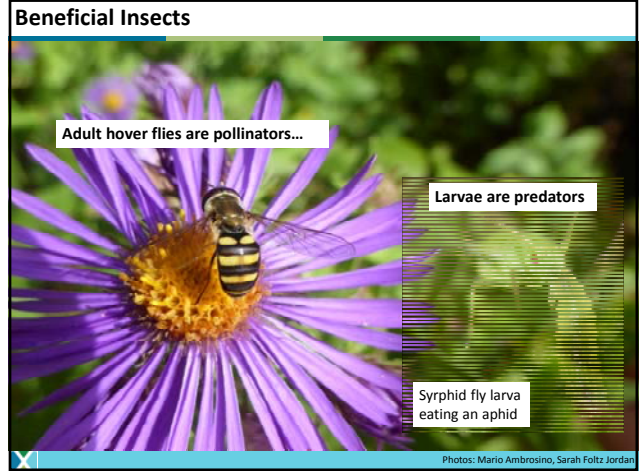 Beneficial Insects
Adult hover flies are pollinators…
Larvae are predators
Syrphid fly larva
eating an aphid
Photos: Mario Ambrosino, Sarah Foltz Jordan